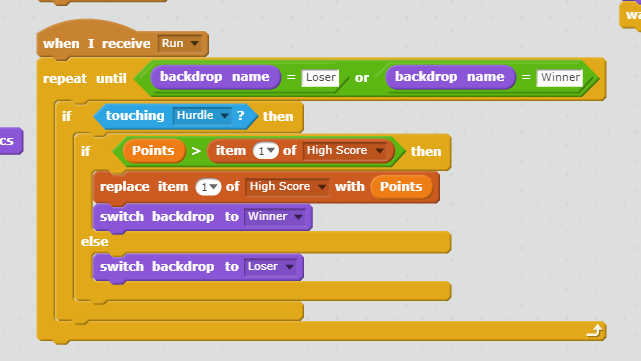 wa
when I receive Run
repeat until backdrop name = Loser or backdrop name = Winner
if touching Hurdle ? then
cs
if Points > item 1 of High Score then
replace item 1 of High Score with Points
switch backdrop to Winner
else
switch backdrop to Loser